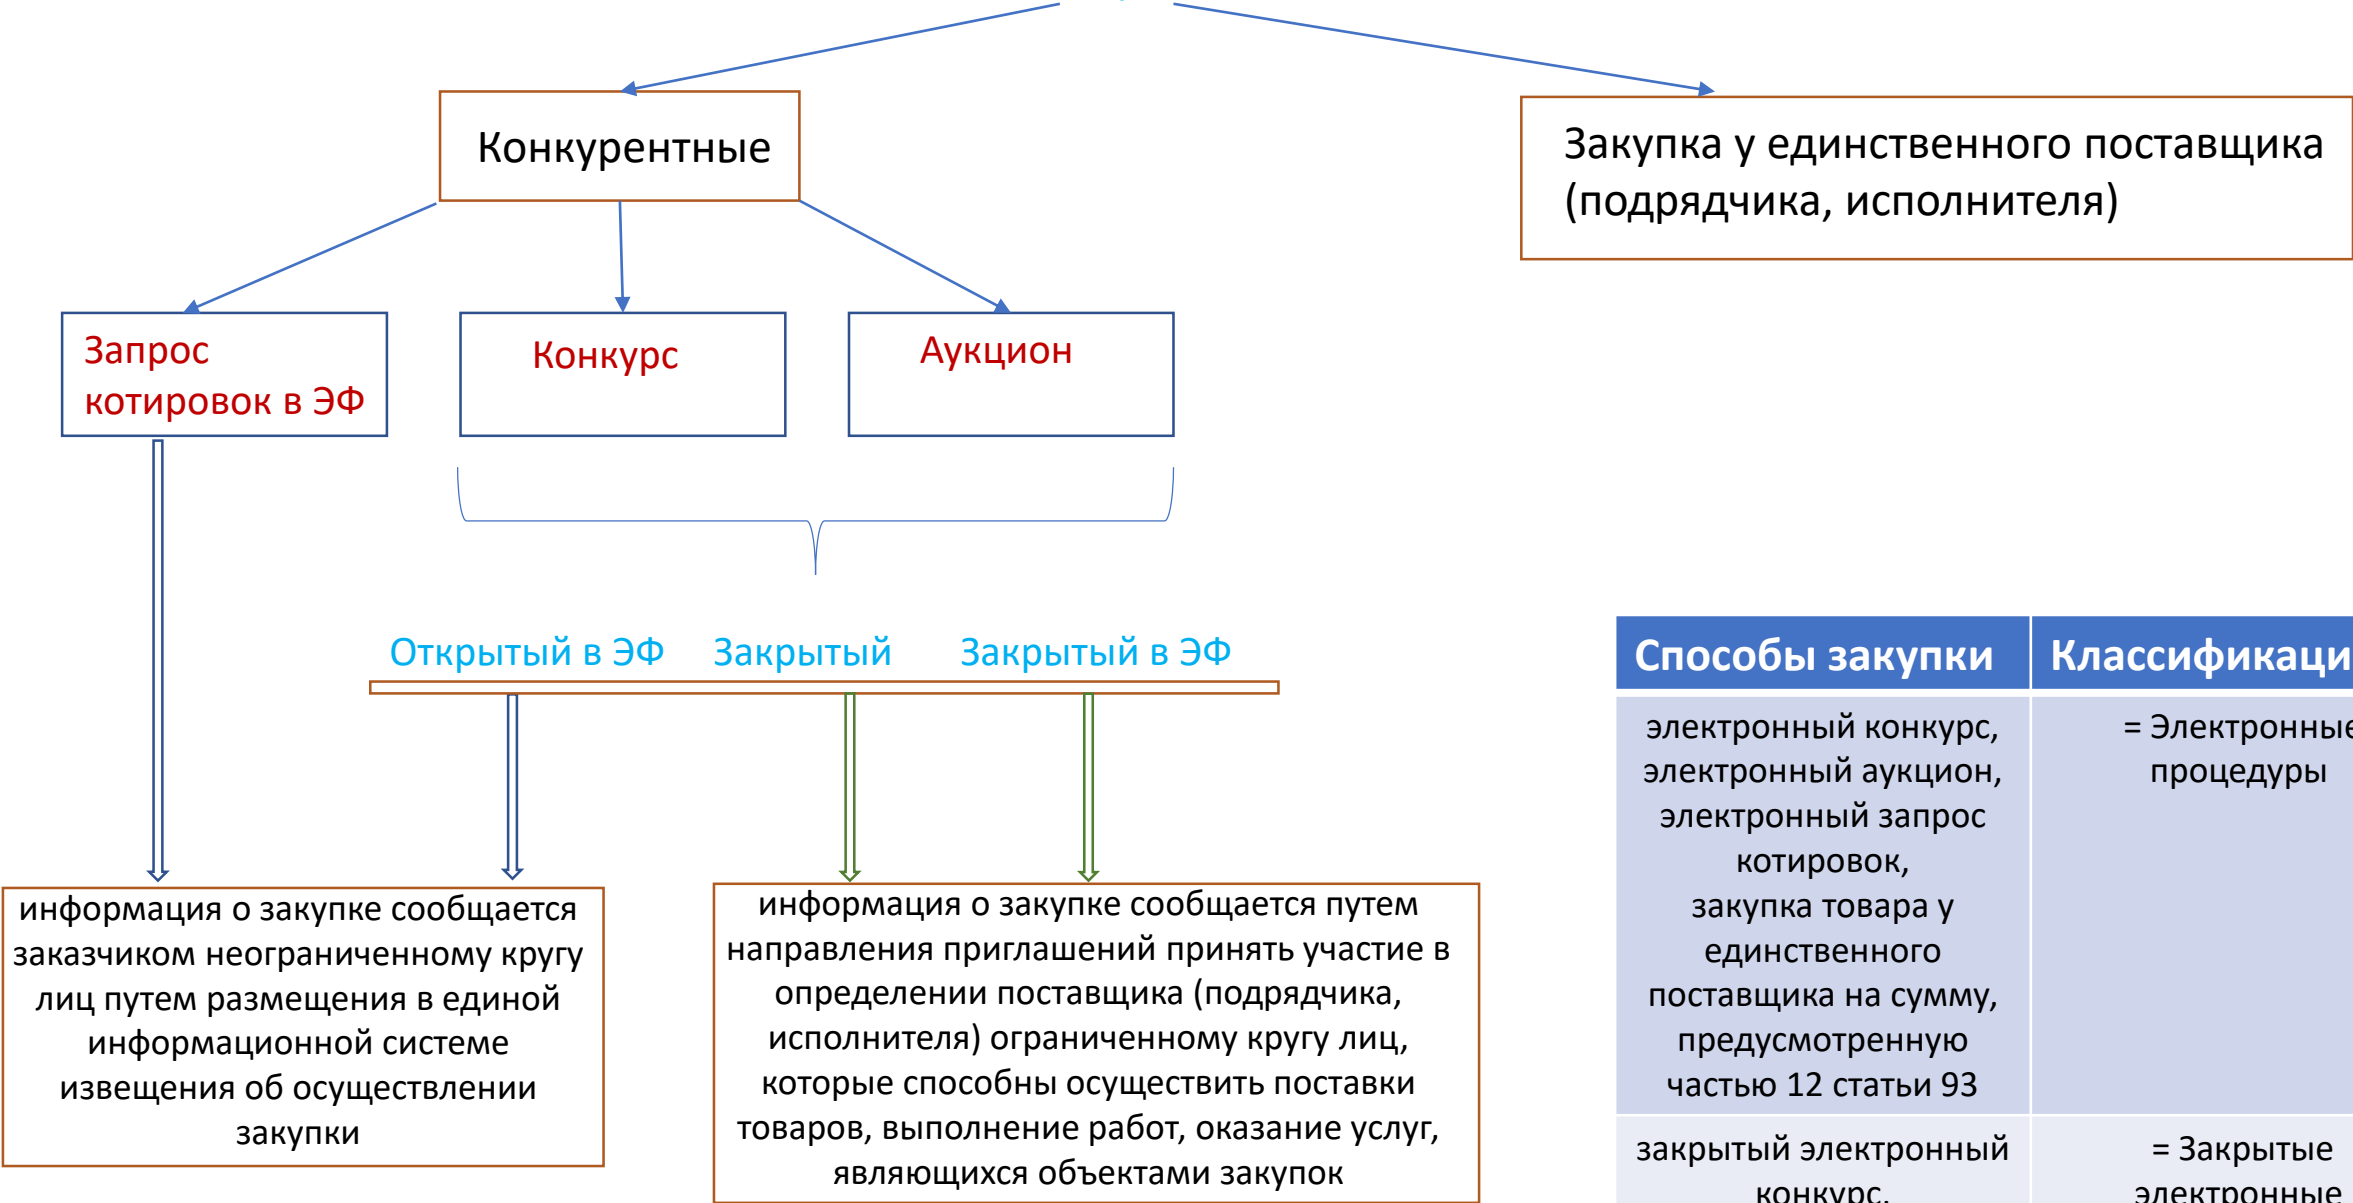 Конкурентные
Закупка у единственного поставщика
(подрядчика, исполнителя)
Запрос
котировок в ЭФ
Конкурс
Аукцион
Открытый в ЭФ
Закрытый
Закрытый в ЭФ
информация о закупке сообщается
заказчиком неограниченному кругу
лиц путем размещения в единой
информационной системе
извещения об осуществлении
закупки
информация о закупке сообщается путем
направления приглашений принять участие в
определении поставщика (подрядчика,
исполнителя) ограниченному кругу лиц,
которые способны осуществить поставки
товаров, выполнение работ, оказание услуг,
являющихся объектами закупок
Способы закупки
Классификаци
электронный конкурс,
электронный аукцион,
электронный запрос
котировок,
закупка товара у
единственного
поставщика на сумму,
предусмотренную
частью 12 статьи 93
= Электронные
процедуры
закрытый электронный
конкурс,
= Закрытые
электронные